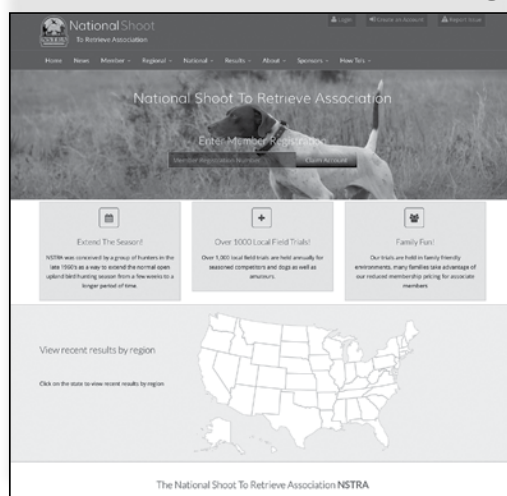 National Shoot
To Retrieve Association
Login Create an Account Report Issue
Home News Member Regional National Results About Sponsors How To's
National Shoot To Retrieve Association
Enter Member Registration
Member Registration Number Claim Account
Extend The Season!
NSTRA was conceived by a group of hunters in the
late 1960's as a way to extend the normal open
upland bird hunting season from a few weeks to a
longer period of time.
Over 1000 Local Field Trials!
Over 1,000 local field trials are held annually for
seasoned competitors and dogs as well as
amateurs.
Family Fun!
Our trials are held in family friendly
environments, many families take advantage of
our reduced membership pricing for associate
members
View recent results by region
Click on the state to view recent results by region
The National Shoot To Retrieve Association NSTRA